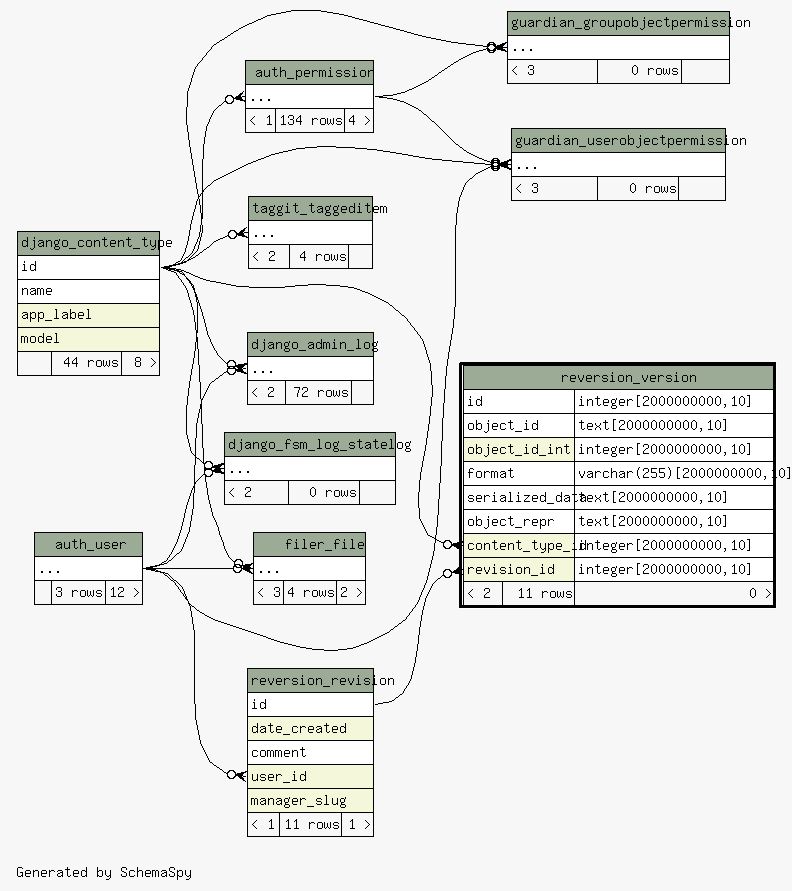 guardian_groupobjectpermission
...
< 3 0 rows
auth_permission
...
< 1 134 rows 4 >
guardian_userobjectpermission
...
< 3 0 rows
taggit_taggeditem
...
< 2 4 rows
django_content_type
id
name
app_label
model
44 rows 8 >
django_admin_log
...
< 2 72 rows
reversion_version
id integer[2000000000,10]
object_id text[2000000000,10]
object_id_int integer[2000000000,10]
format varchar(255)[2000000000,10]
serialized_data text[2000000000,10]
object_repr text[2000000000,10]
content_type_id integer[2000000000,10]
revision_id integer[2000000000,10]
< 2 11 rows 0 >
django_fsm_log_statelog
...
< 2 0 rows
auth_user
...
3 rows 12 >
filer_file
...
< 3 4 rows 2 >
reversion_revision
id
date_created
comment
user_id
manager_slug
< 1 11 rows 1 >
Generated by SchemaSpy